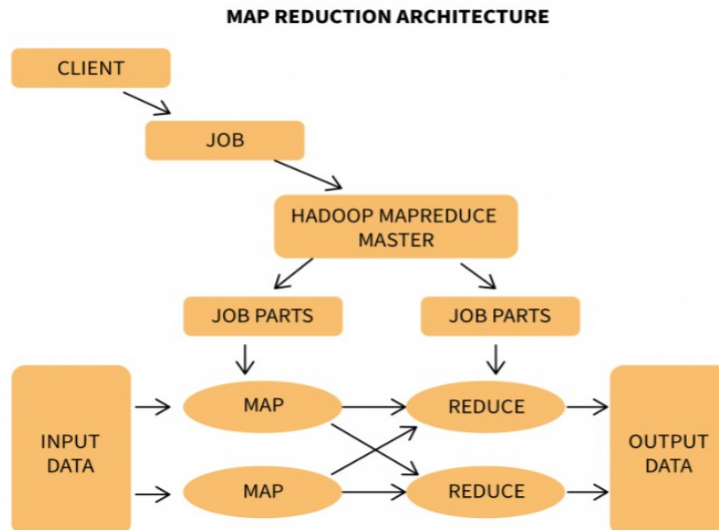 MAP REDUCTION ARCHITECTURE
CLIENT
JOB
HADOOP MAPREDUCE
MASTER
JOB PARTS
JOB PARTS
INPUT
DATA
MAP
REDUCE
MAP
REDUCE
OUTPUT
DATA